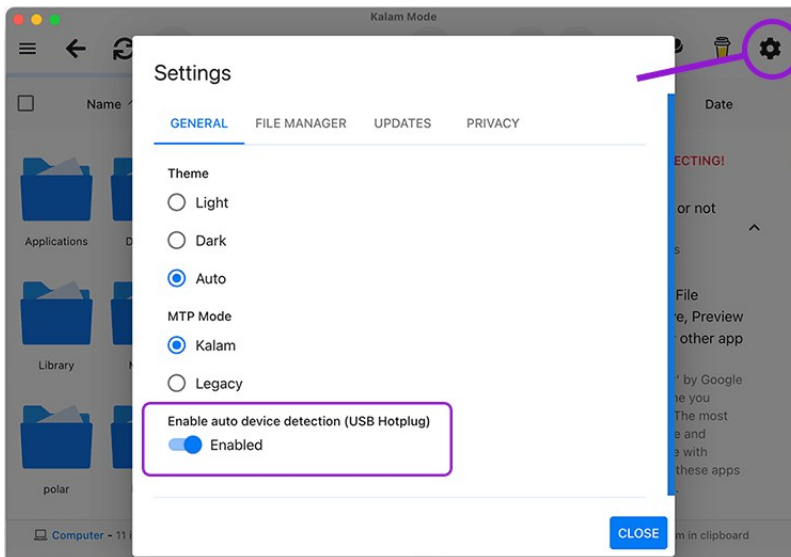 Kalam Mode
Name
Date
Settings
GENERAL FILE MANAGER UPDATES PRIVACY
Theme
Light
Dark
Auto
MTP Mode
Kalam
Legacy
Enable auto device detection (USB Hotplug)
Enabled
CLOSE
Applications
Library
polar
Computer - 11
or not
File
Preview
other app
by Google
you
The most
and
with
these apps
in clipboard